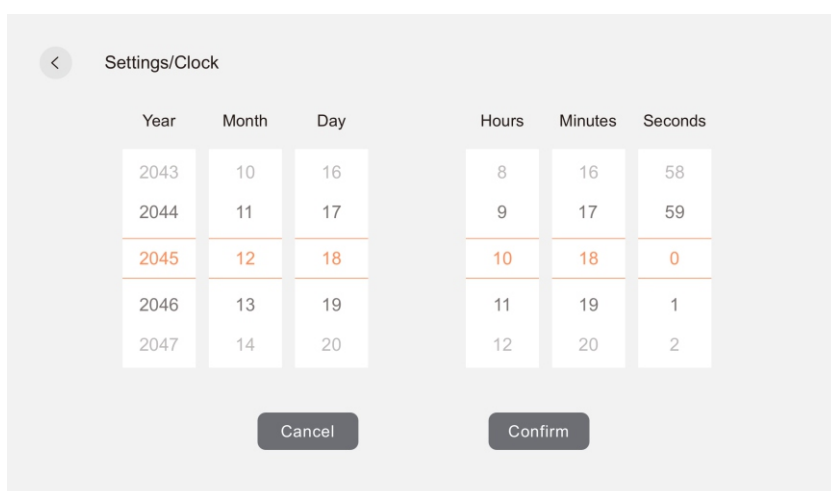 Settings/Clock
Year Month Day Hours Minutes Seconds
2043 10 16 8 16 58
2044 11 17 9 17 59
2045 12 18 10 18 0
2046 13 19 11 19 1
2047 14 20 12 20 2
Cancel Confirm